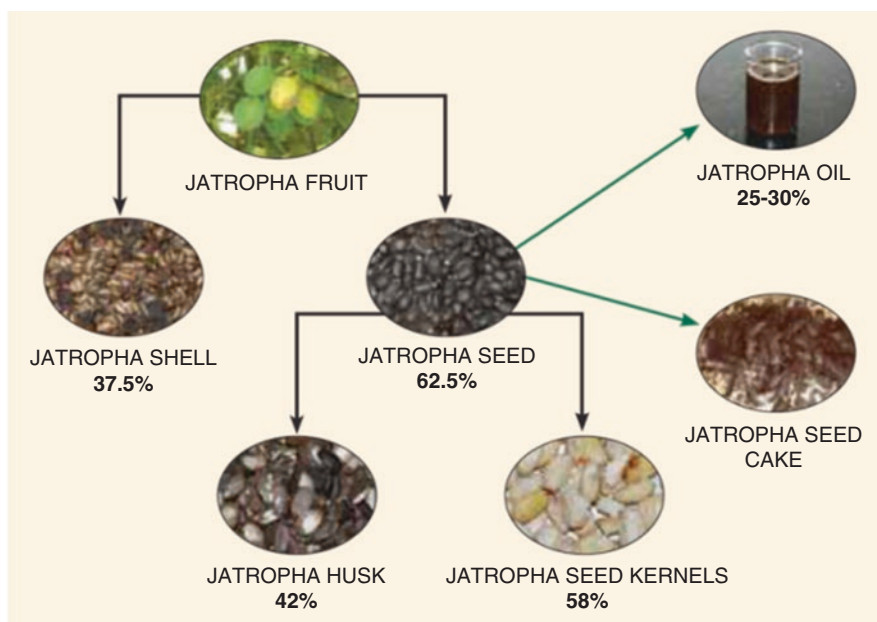 JATROPHA FRUIT
JATROPHA OIL
25-30%
JATROPHA SHELL
37.5%
JATROPHA SEED
62.5%
JATROPHA SEED
CAKE
JATROPHA HUSK
42%
JATROPHA SEED KERNELS
58%